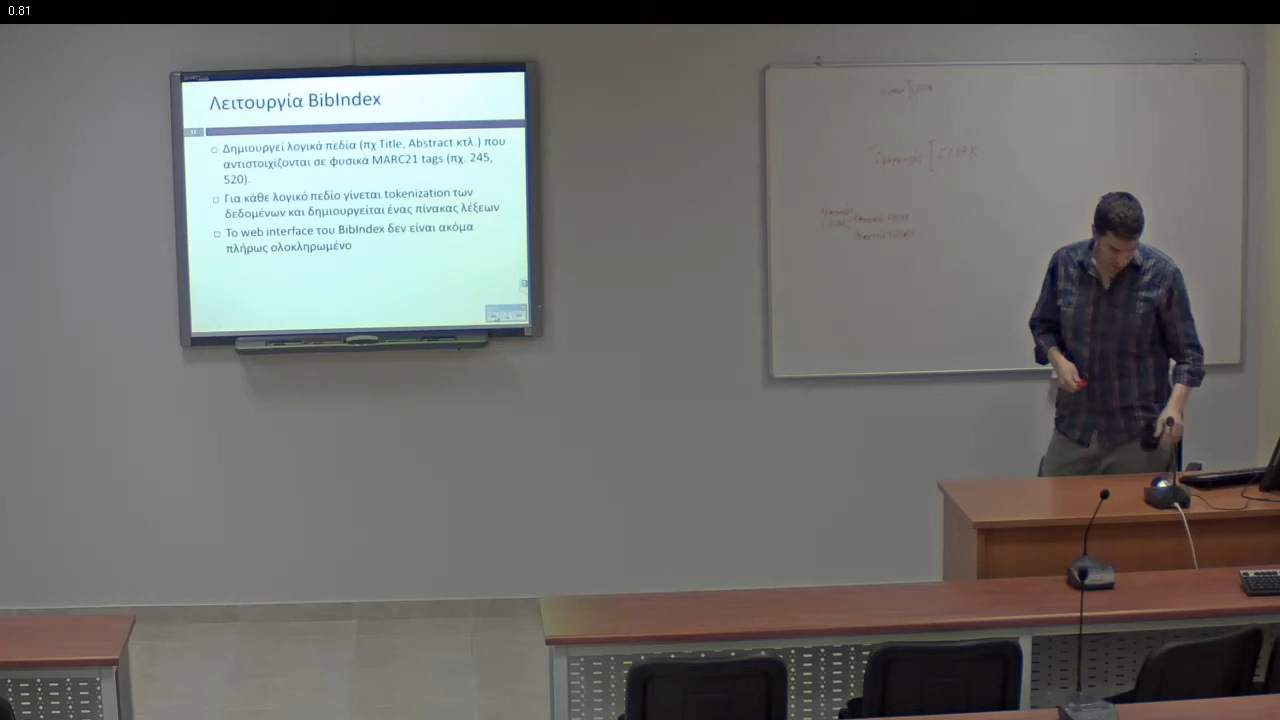 0.81
Λειτουργία BibIndex
Δημιουργεί λογικά πεδία (πχ Title, Abstract κτλ.) που
αντιστοιχίζονται σε φυσικά MARC21 tags (πχ. 245,
520).
Για κάθε λογικό πεδίο γίνεται tokenization των
δεδομένων και δημιουργείται ένας πίνακας λέξεων
Το web interface του BibIndex δεν είναι ακόμα
πλήρως ολοκληρωμένο